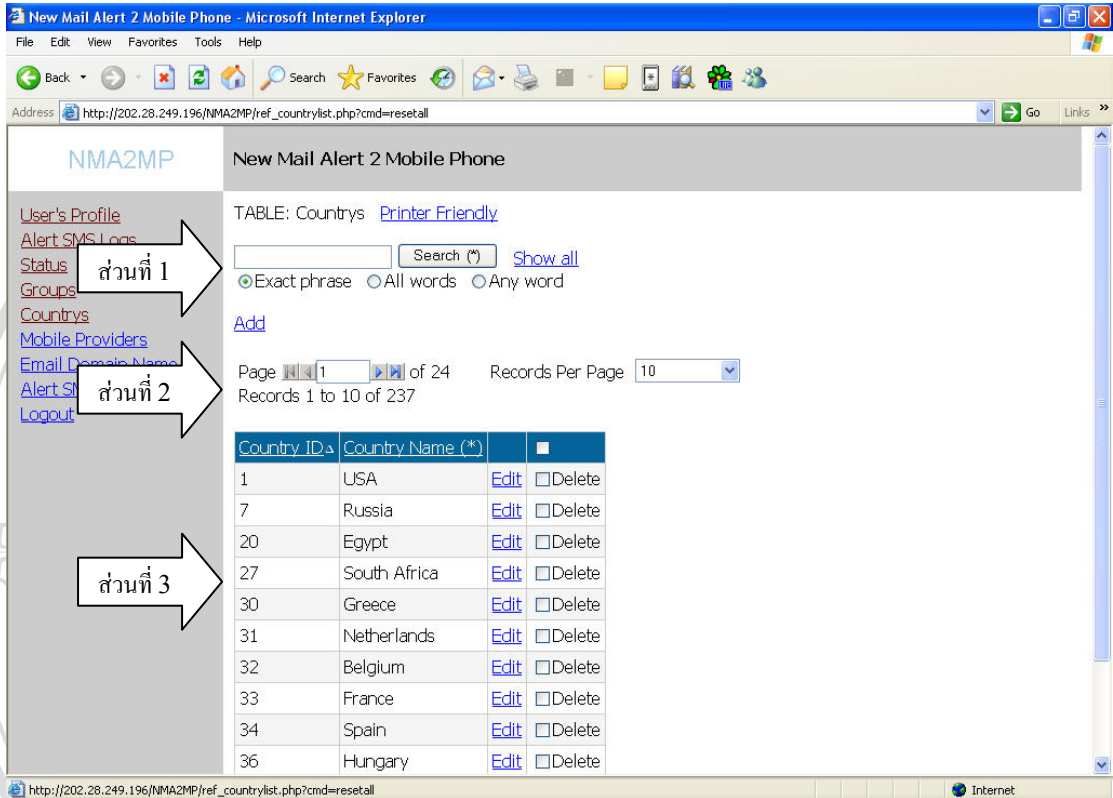 New Mail Alert 2 Mobile Phone - Microsoft Internet Explorer
File Edit View Favorites Tools Help
Back Search Favorites
Address http://202.28.249.196/NMA2MP/ref_countrylist.php?cmd=resetall Go Links »
NMA2MP
New Mail Alert 2 Mobile Phone
User's Profile
Alert SMS Logs
Status
Groups
Countrys
Mobile Providers
Email Domain Name
Alert SM
Logout
ส่วนที่ 1
ส่วนที่ 2
ส่วนที่ 3
TABLE: Countrys Printer Friendly
Search (*) Show all
Exact phrase All words Any word
Add
Page 1 of 24 Records Per Page 10
Records 1 to 10 of 237
Country ID Country Name (*)
1 USA Edit Delete
7 Russia Edit Delete
20 Egypt Edit Delete
27 South Africa Edit Delete
30 Greece Edit Delete
31 Netherlands Edit Delete
32 Belgium Edit Delete
33 France Edit Delete
34 Spain Edit Delete
36 Hungary Edit Delete
http://202.28.249.196/NMA2MP/ref_countrylist.php?cmd=resetall Internet